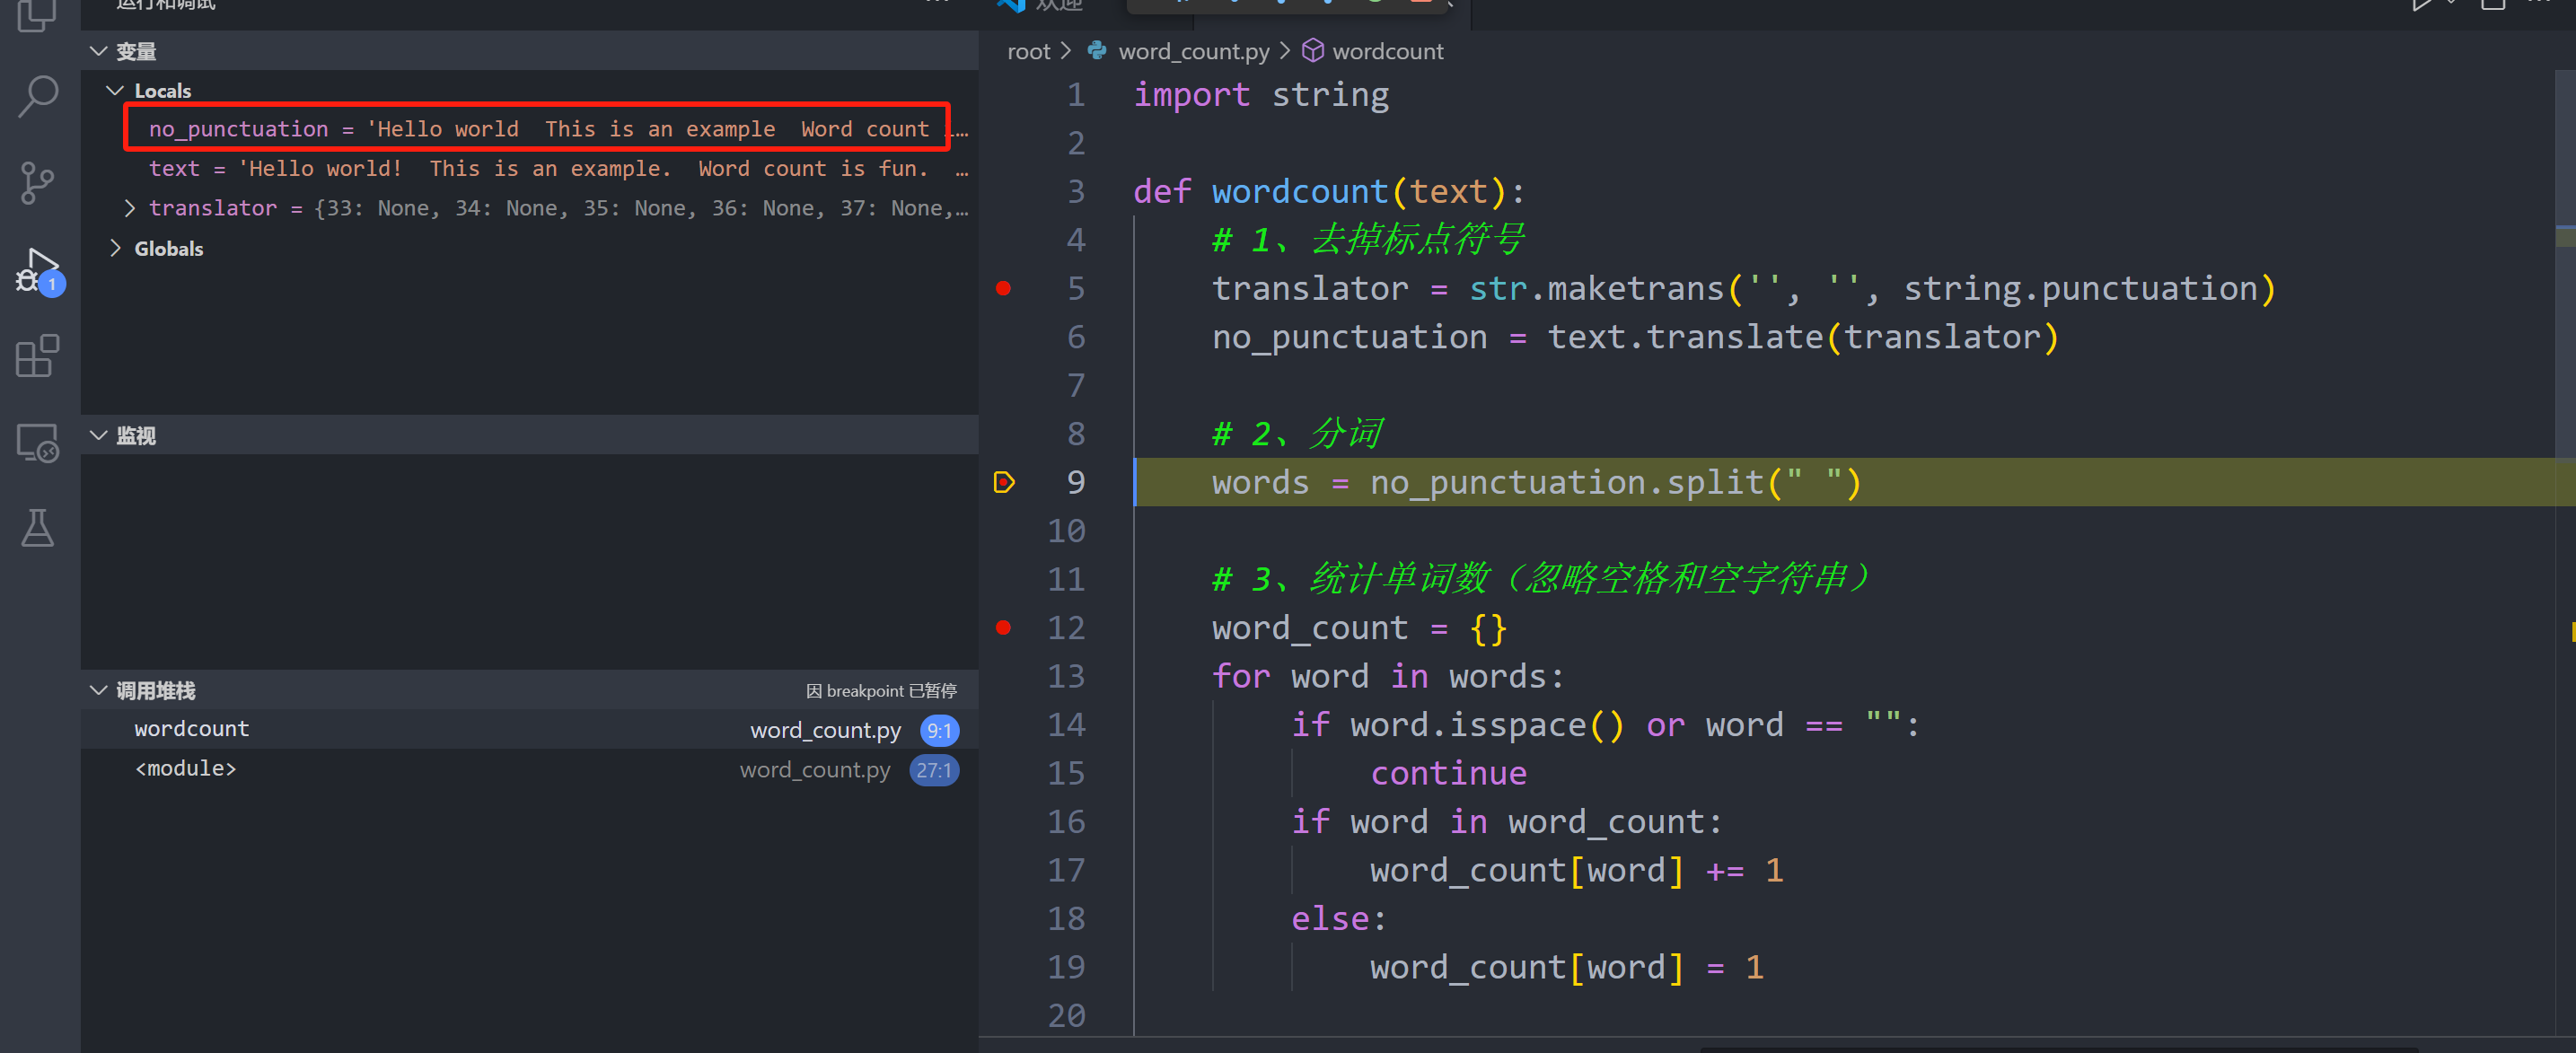 运行和调试 ...
欢迎
变量
Locals
no_punctuation = 'Hello world  This is an example  Word count i…
text = 'Hello world!  This is an example.  Word count is fun.  …
translator = {33: None, 34: None, 35: None, 36: None, 37: None,…
Globals
监视
调用堆栈 因 breakpoint 已暂停
wordcount word_count.py 9:1
<module> word_count.py 27:1
1
root > word_count.py > wordcount
1 import string
2
3 def wordcount(text):
4     # 1、去掉标点符号
5     translator = str.maketrans('', '', string.punctuation)
6     no_punctuation = text.translate(translator)
7
8     # 2、分词
9     words = no_punctuation.split(" ")
10
11     # 3、统计单词数（忽略空格和空字符串）
12     word_count = {}
13     for word in words:
14         if word.isspace() or word == "":
15             continue
16         if word in word_count:
17             word_count[word] += 1
18         else:
19             word_count[word] = 1
20